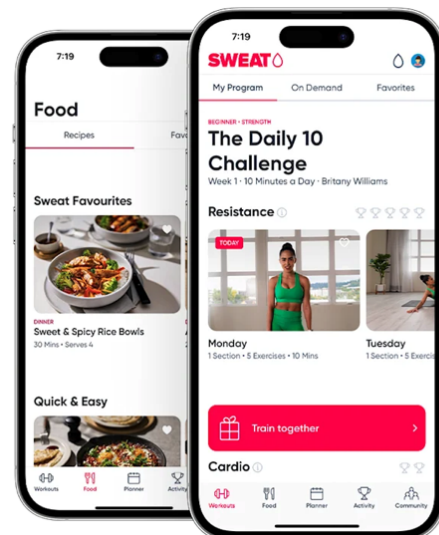 7:19
Food
Recipes
Fav
Sweat Favourites
DINNER
Sweet & Spicy Rice Bowls
30 Mins • Serves 4
Quick & Easy
Workouts
Food
Planner
Activity
7:19
SWEAT
My Program
On Demand
Favorites
BEGINNER • STRENGTH
The Daily 10
Challenge
Week 1 · 10 Minutes a Day · Britany Williams
Resistance
TODAY
Monday
1 Section • 5 Exercises • 10 Mins
Tuesday
1 Section • 5 Exercis
Train together
Cardio
Workouts
Food
Planner
Activity
Community